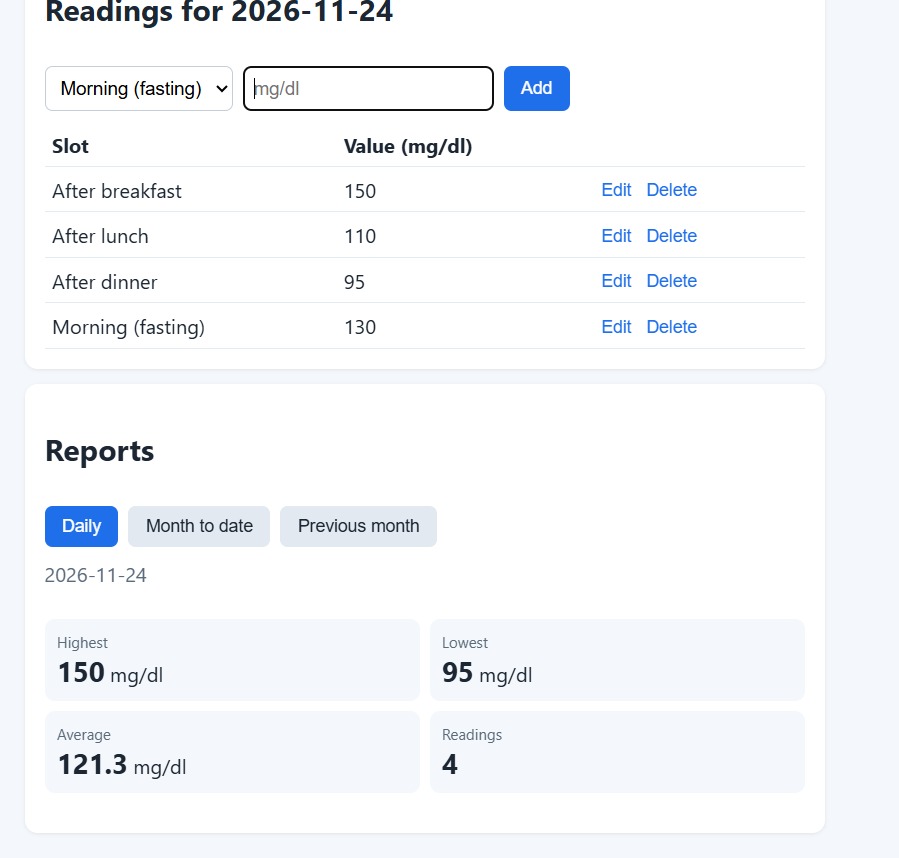 Readings for 2026-11-24
Morning (fasting) mg/dl Add
Slot Value (mg/dl)
After breakfast 150 Edit Delete
After lunch 110 Edit Delete
After dinner 95 Edit Delete
Morning (fasting) 130 Edit Delete
Reports
Daily Month to date Previous month
2026-11-24
Highest Lowest
150 mg/dl 95 mg/dl
Average Readings
121.3 mg/dl 4